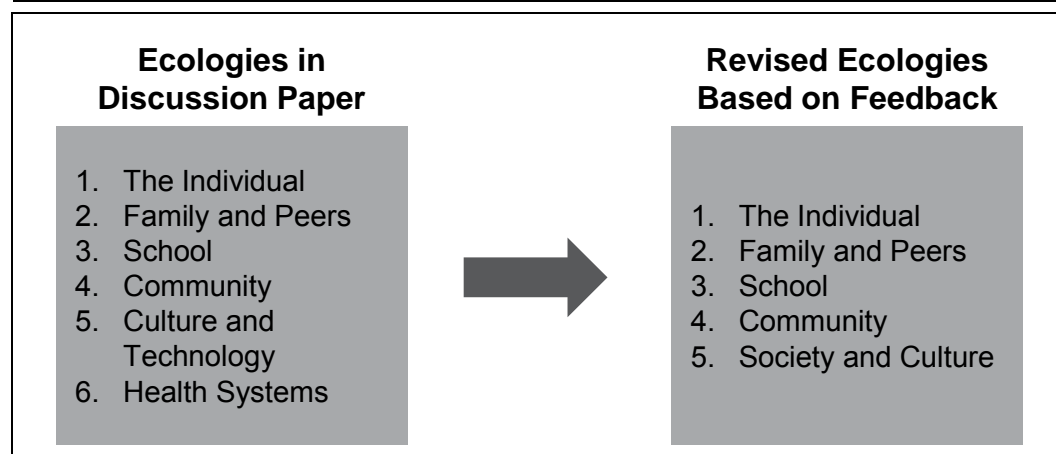 Ecologies in
Discussion Paper
1. The Individual
2. Family and Peers
3. School
4. Community
5. Culture and
Technology
6. Health Systems
Revised Ecologies
Based on Feedback
1. The Individual
2. Family and Peers
3. School
4. Community
5. Society and Culture